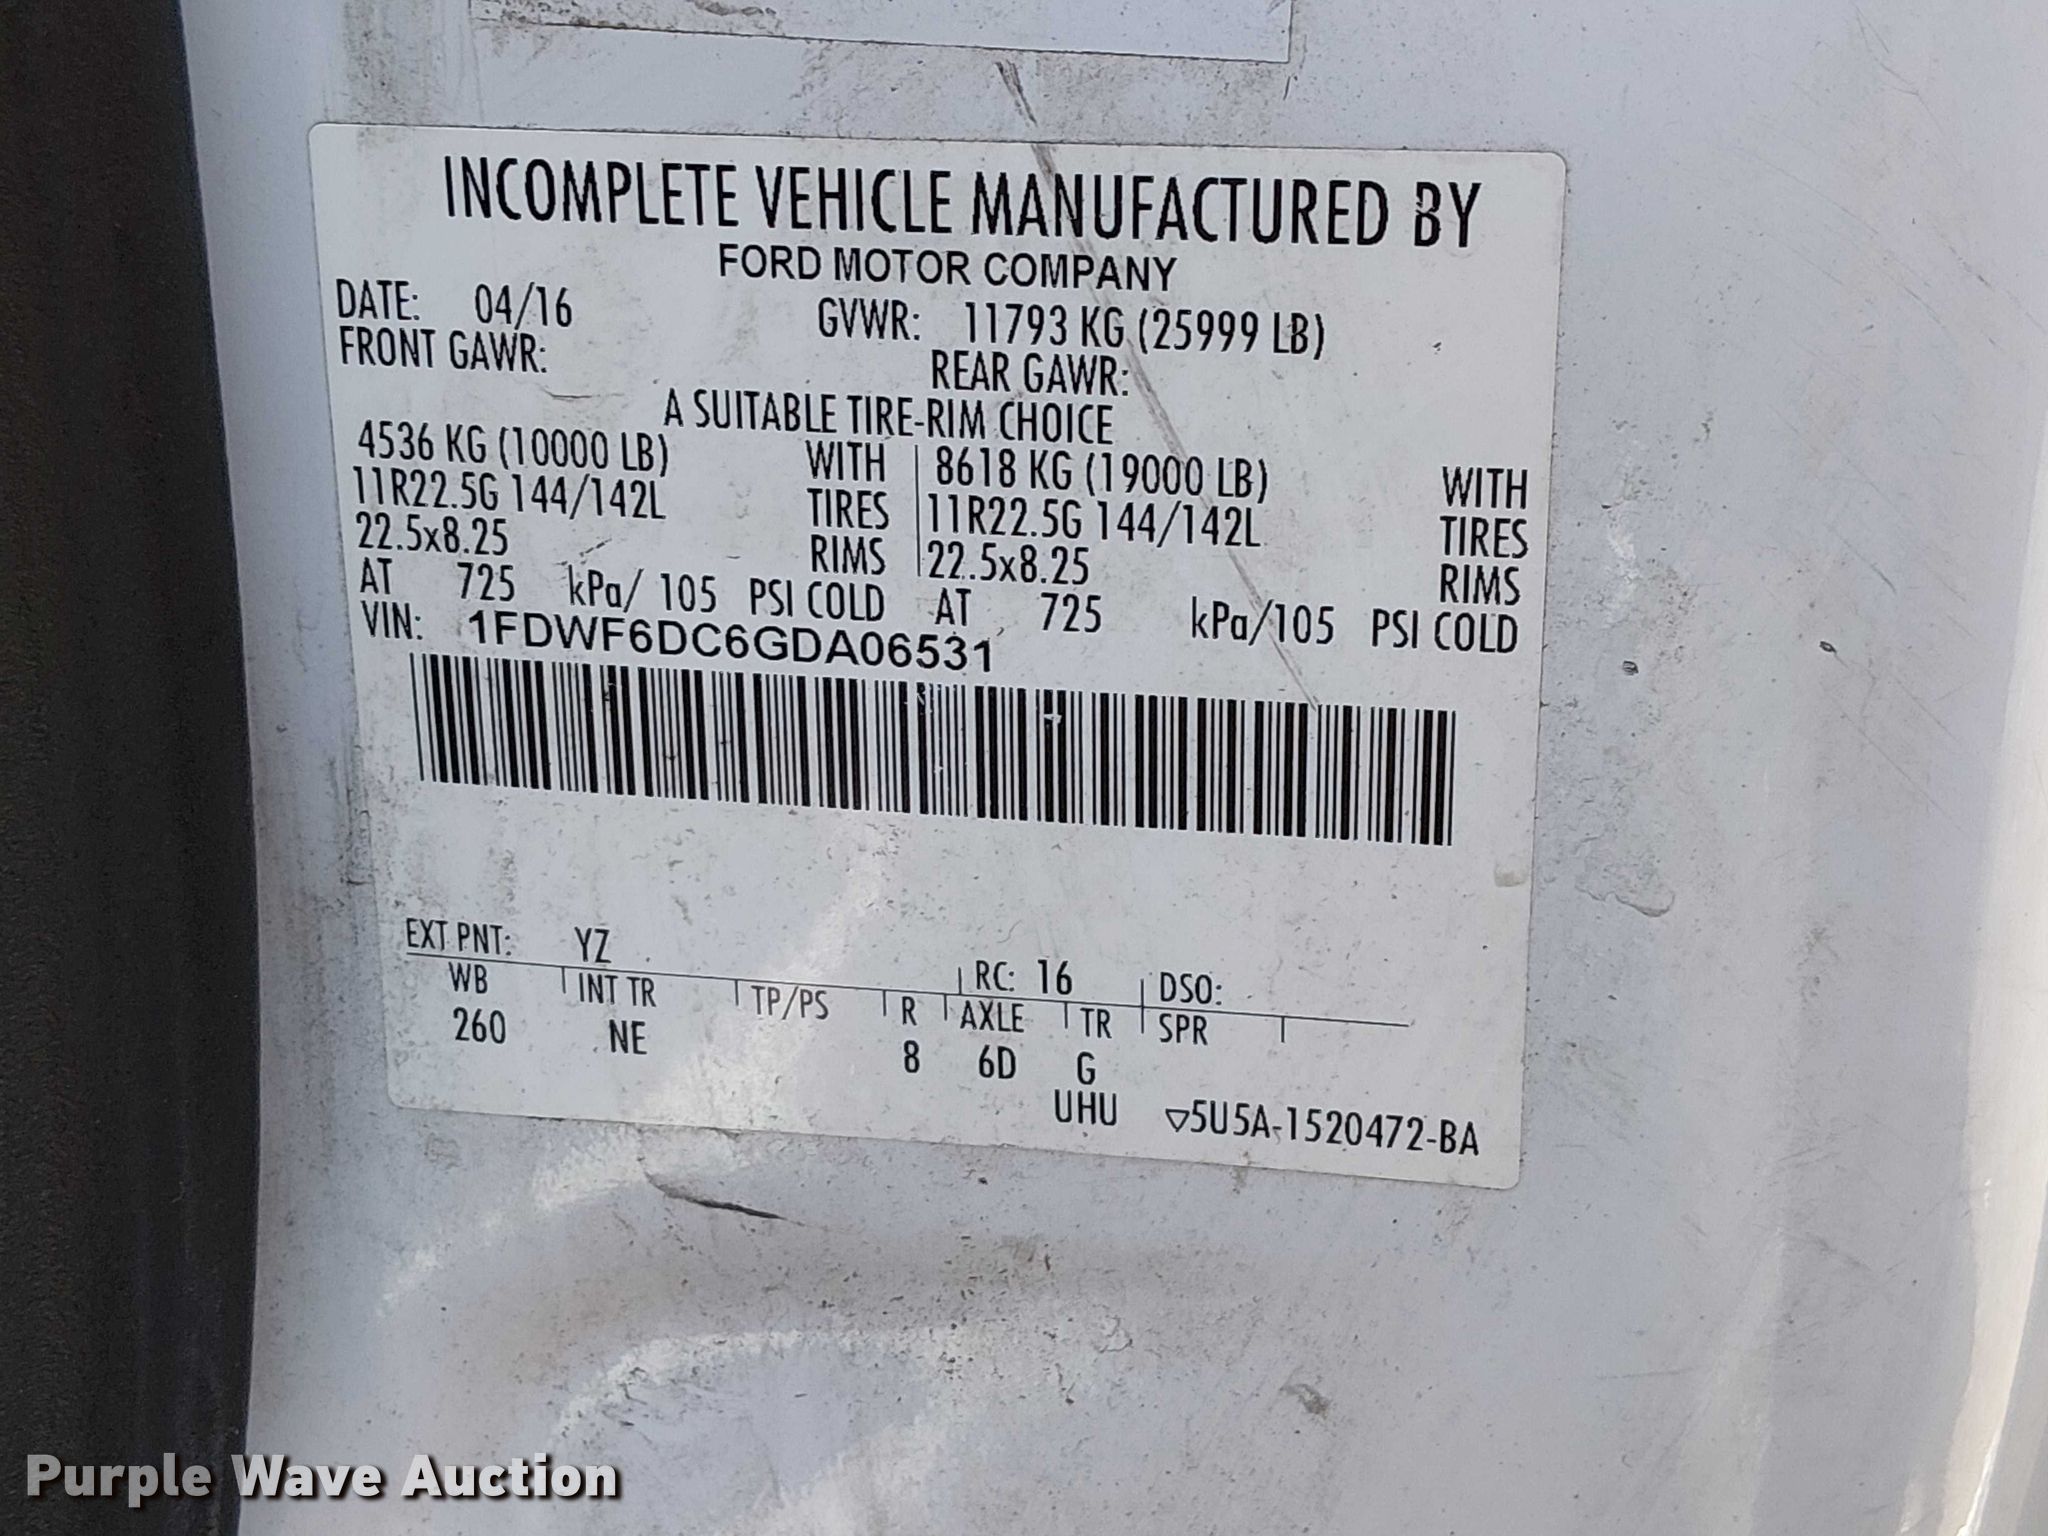 INCOMPLETE VEHICLE MANUFACTURED BY
FORD MOTOR COMPANY
DATE: 04/16 GVWR: 11793 KG (25999 LB)
FRONT GAWR: REAR GAWR:
A SUITABLE TIRE-RIM CHOICE
4536 KG (10000 LB) WITH 8618 KG (19000 LB) WITH
11R22.5G 144/142L TIRES 11R22.5G 144/142L TIRES
22.5x8.25 RIMS 22.5x8.25 RIMS
AT 725 kPa/ 105 PSI COLD AT 725 kPa/105 PSI COLD
VIN: 1FDWF6DC6GDA06531
EXT PNT: YZ RC: 16 DSO:
WB INT TR TP/PS R AXLE TR SPR
260 NE 8 6D G
UHU ▽5U5A-1520472-BA
Purple Wave Auction